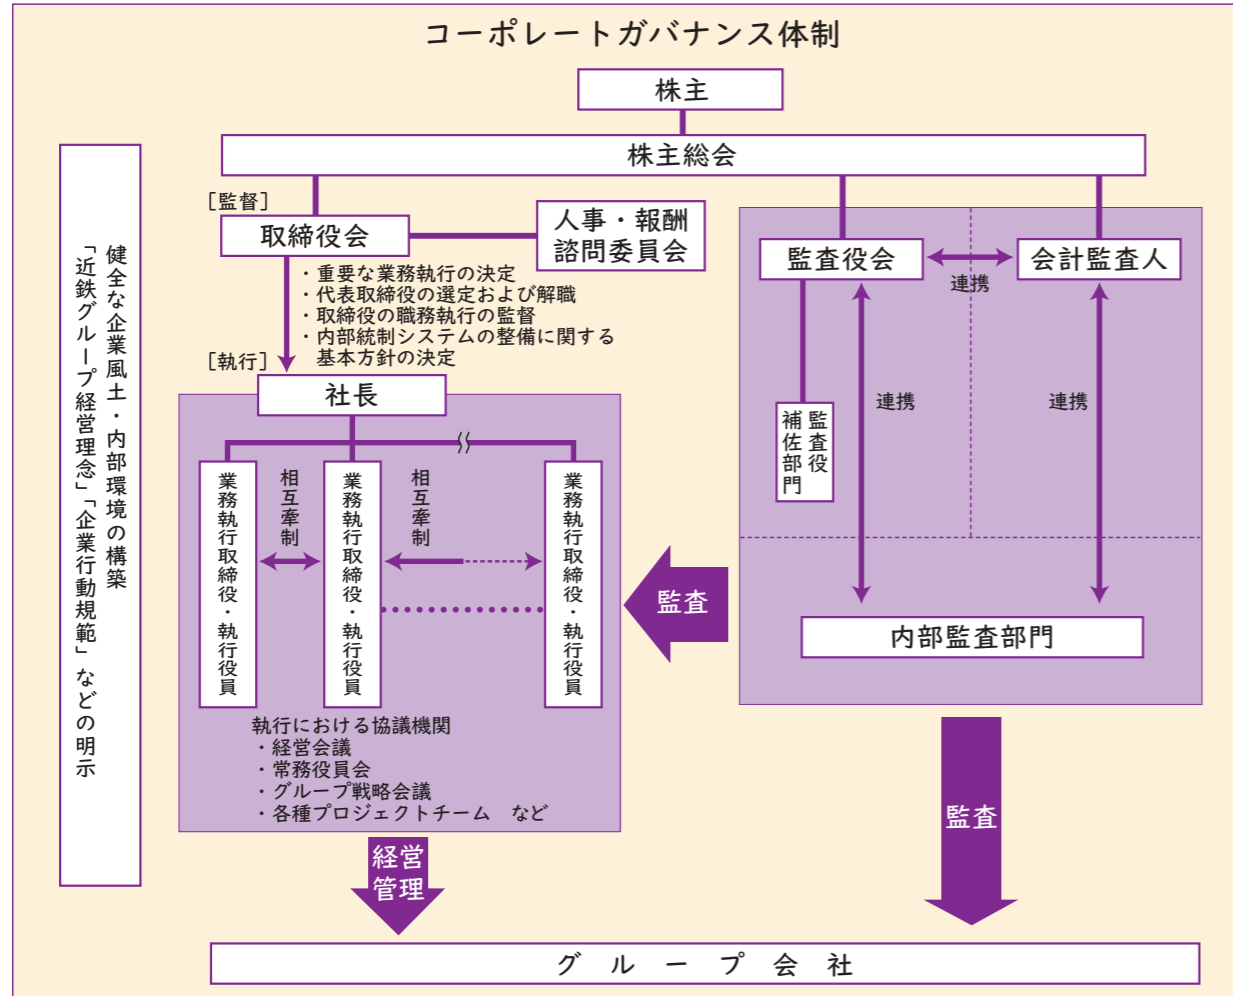 コーポレートガバナンス体制
株主
株主総会
［監督］
取締役会
人事・報酬
諮問委員会
・重要な業務執行の決定
・代表取締役の選定および解職
・取締役の職務執行の監督
・内部統制システムの整備に関する
基本方針の決定
［執行］
社長
監査役会
連携
会計監査人
監査役
補佐部門
連携
連携
内部監査部門
業務執行取締役・執行役員
相互牽制
業務執行取締役・執行役員
相互牽制
業務執行取締役・執行役員
監査
執行における協議機関
・経営会議
・常務役員会
・グループ戦略会議
・各種プロジェクトチーム　など
経営
管理
監査
グループ会社
健全な企業風土・内部環境の構築
「近鉄グループ経営理念」「企業行動規範」などの明示